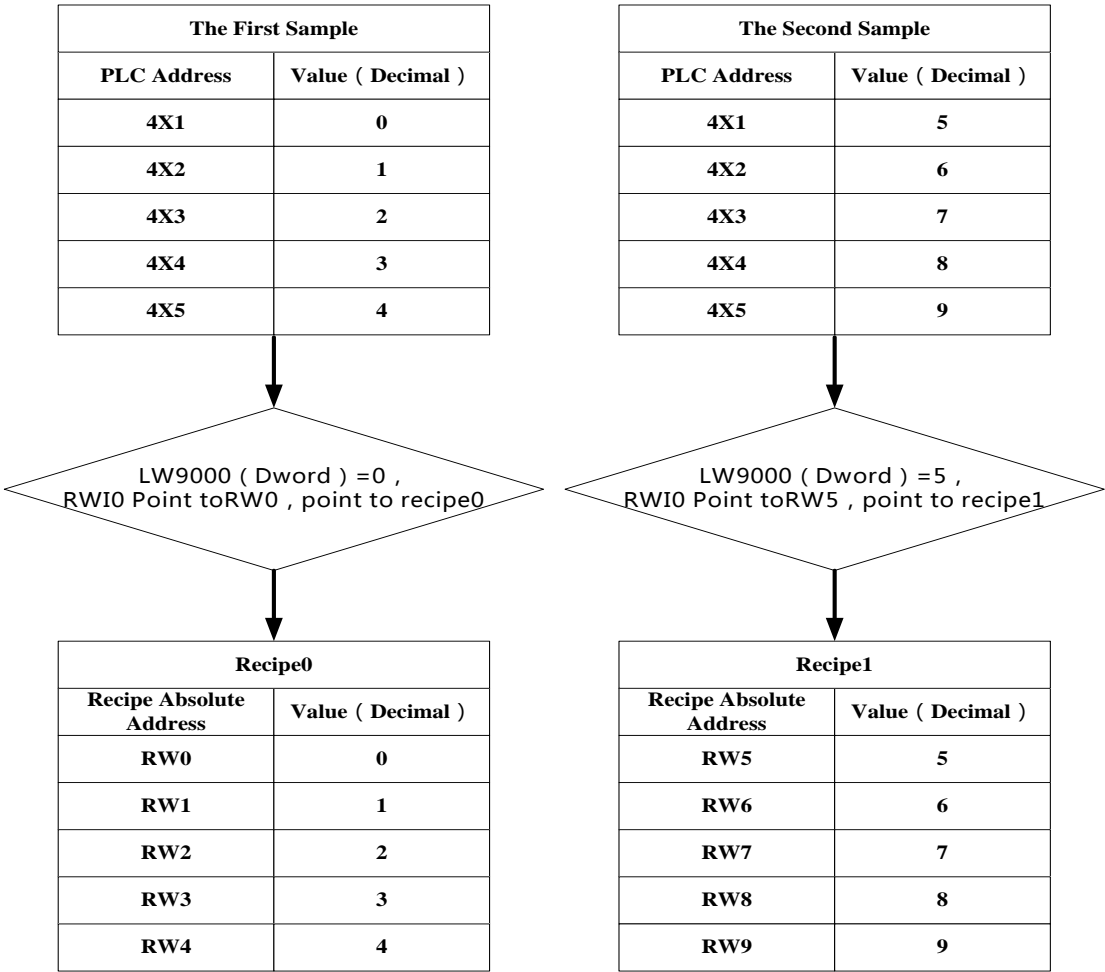 The First Sample
PLC Address Value ( Decimal )
4X1 0
4X2 1
4X3 2
4X4 3
4X5 4
LW9000 ( Dword ) =0 ,
RWI0 Point toRW0 , point to recipe0
Recipe0
Recipe Absolute
Address
Value ( Decimal )
RW0 0
RW1 1
RW2 2
RW3 3
RW4 4
The Second Sample
PLC Address Value ( Decimal )
4X1 5
4X2 6
4X3 7
4X4 8
4X5 9
LW9000 ( Dword ) =5 ,
RWI0 Point toRW5 , point to recipe1
Recipe1
Recipe Absolute
Address
Value ( Decimal )
RW5 5
RW6 6
RW7 7
RW8 8
RW9 9